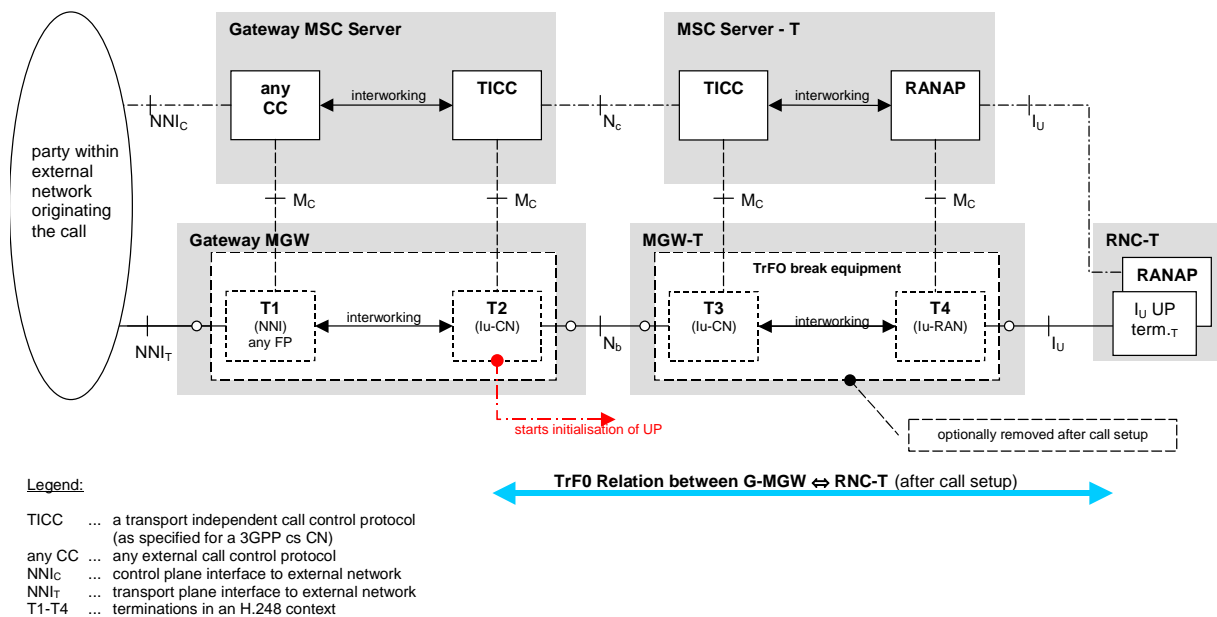 Gateway MSC Server
MSC Server - T
any
CC
interworking
TICC
TICC
interworking
RANAP
NNIC
Nc
IU
party within
external
network
originating
the call
MC
MC
MC
MC
Gateway MGW
MGW-T
RNC-T
TrFO break equipment
RANAP
T1
(NNI)
any FP
interworking
T2
(Iu-CN)
T3
(Iu-CN)
interworking
T4
(Iu-RAN)
IU UP
term.T
NNIT
Nb
IU
starts initialisation of UP
optionally removed after call setup
TrF0 Relation between G-MGW ⇔ RNC-T (after call setup)
Legend:
TICC ... a transport independent call control protocol
(as specified for a 3GPP cs CN)
any CC ... any external call control protocol
NNIC ... control plane interface to external network
NNIT ... transport plane interface to external network
T1-T4 ... terminations in an H.248 context